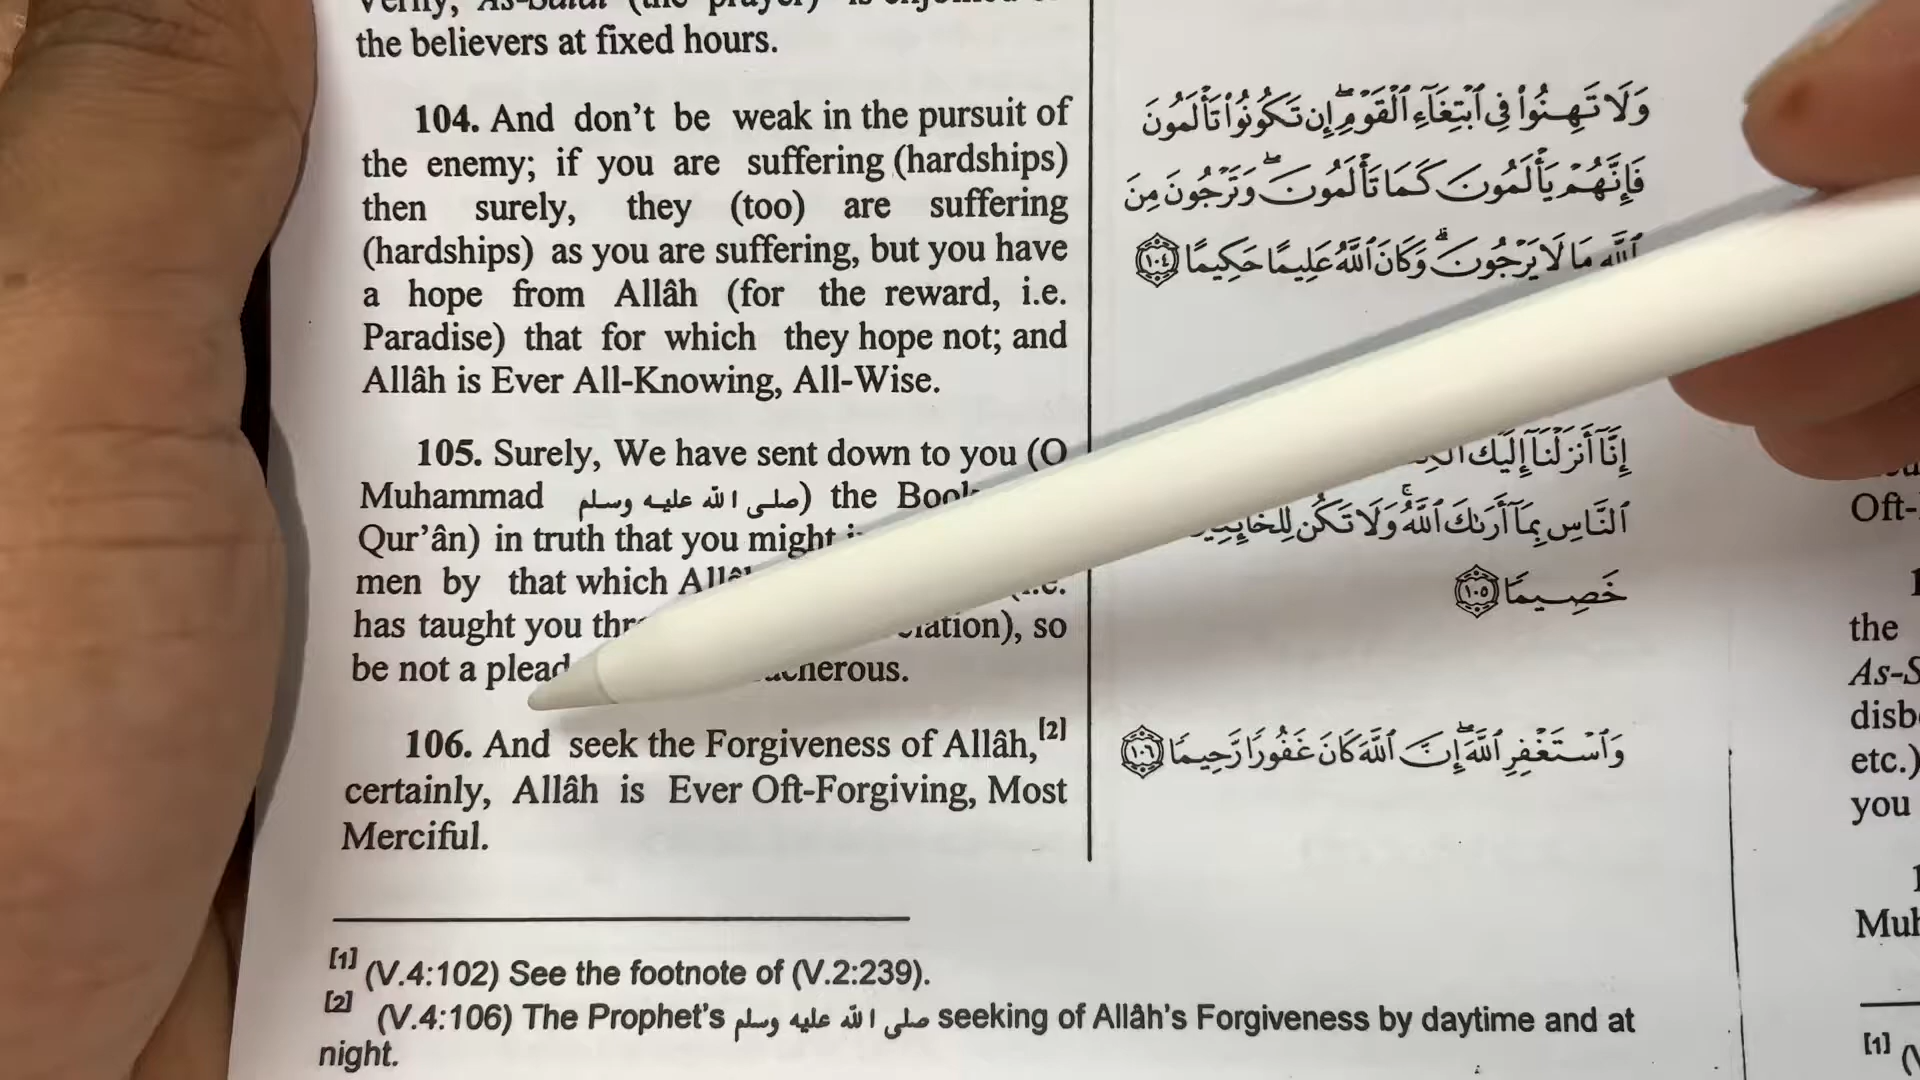 the believers at fixed hours.
104. And don't be weak in the pursuit of
the enemy; if you are suffering (hardships)
then surely, they (too) are suffering
(hardships) as you are suffering, but you have
a hope from Allâh (for the reward, i.e.
Paradise) that for which they hope not; and
Allâh is Ever All-Knowing, All-Wise.
105. Surely, We have sent down to you (O
Muhammad صلى الله عليه وسلم) the
Qur'ân) in truth that you might
men by that which
has taught you so
be not a
106. And seek the Forgiveness of Allâh,[2]
certainly, Allâh is Ever Oft-Forgiving, Most
Merciful.
وَلَا تَهِنُوا۟ فِى ٱبْتِغَآءِ ٱلْقَوْمِ ۖ إِن تَكُونُوا۟ تَأْلَمُونَ
فَإِنَّهُمْ يَأْلَمُونَ كَمَا تَأْلَمُونَ ۖ وَتَرْجُونَ مِنَ
ٱللَّهِ مَا لَا يَرْجُونَ ۗ وَكَانَ ٱللَّهُ عَلِيمًا حَكِيمًا ١٠٤
إِنَّآ أَنزَلْنَآ إِلَيْكَ
ٱلنَّاسِ بِمَآ أَرَىٰكَ ٱللَّهُ ۚ وَلَا تَكُن لِّلْخَآئِنِينَ
خَصِيمًا ١٠٥
وَٱسْتَغْفِرِ ٱللَّهَ ۖ إِنَّ ٱللَّهَ كَانَ غَفُورًا رَّحِيمًا ١٠٦
[1] (V.4:102) See the footnote of (V.2:239).
[2] (V.4:106) The Prophet's صلى الله عليه وسلم seeking of Allâh's Forgiveness by daytime and at
night.
the
etc.)
you
[1]